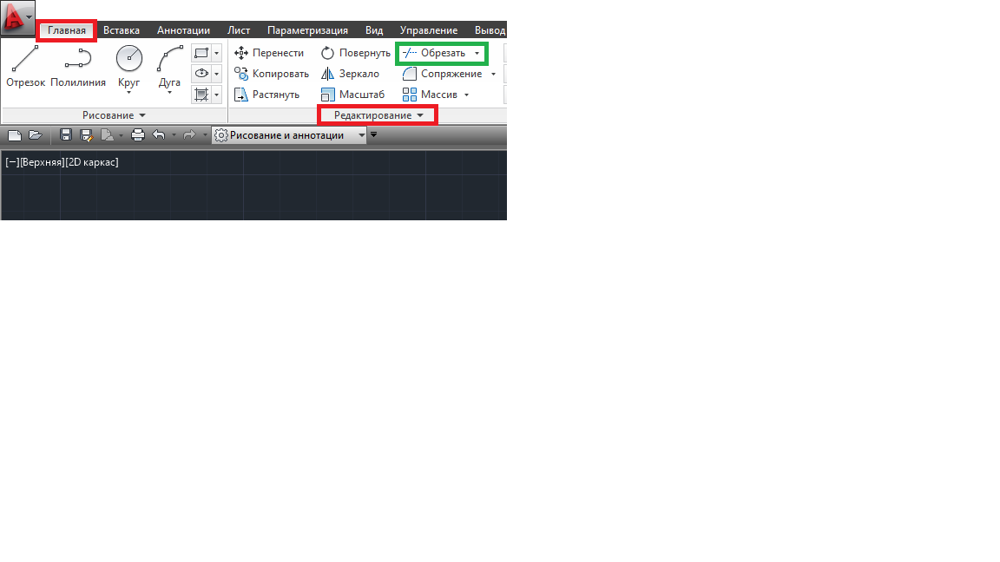 Главная Вставка Аннотации Лист Параметризация Вид Управление Вывод
Перенести Повернуть Обрезать
Копировать Зеркало Сопряжение
Отрезок Полилиния Круг Дуга
Растянуть Масштаб Массив
Рисование Редактирование
Рисование и аннотации
[−][Верхняя][2D каркас]